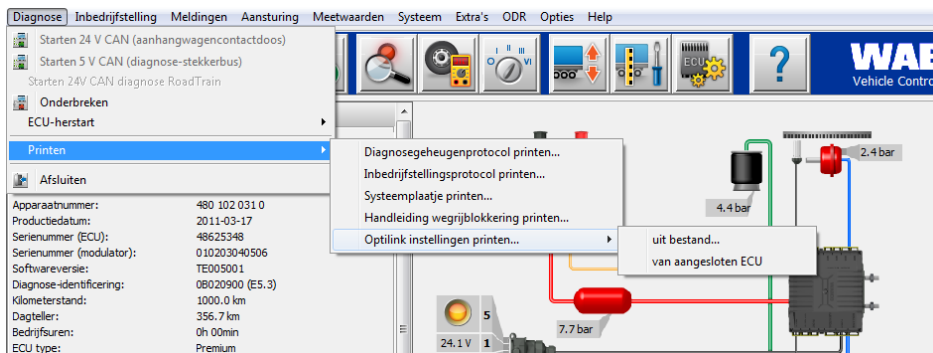 Diagnose Inbedrijfstelling Meldingen Aansturing Meetwaarden Systeem Extra's ODR Opties Help
Starten 24 V CAN (aanhangwagencontactdoos)
Starten 5 V CAN (diagnose-stekkerbus)
Starten 24V CAN diagnose RoadTrain
Onderbreken
ECU-herstart
Printen
Afsluiten
I II III VI
ECU
?
WAB
Vehicle Contro
Diagnosegeheugenprotocol printen...
Inbedrijfstellingsprotocol printen...
Systeemplaatje printen...
Handleiding wegrijblokkering printen...
Optilink instellingen printen...
uit bestand...
van aangesloten ECU
Apparaatnummer: 480 102 031 0
Productiedatum: 2011-03-17
Serienummer (ECU): 48625348
Serienummer (modulator): 010203040506
Softwareversie: TE005001
Diagnose-identificering: 0B020900 (E5.3)
Kilometerstand: 1000.0 km
Dagteller: 356.7 km
Bedrijfsuren: 0h 00min
ECU type: Premium
2.4 bar
4.4 bar
7.7 bar
5
24.1 V 1